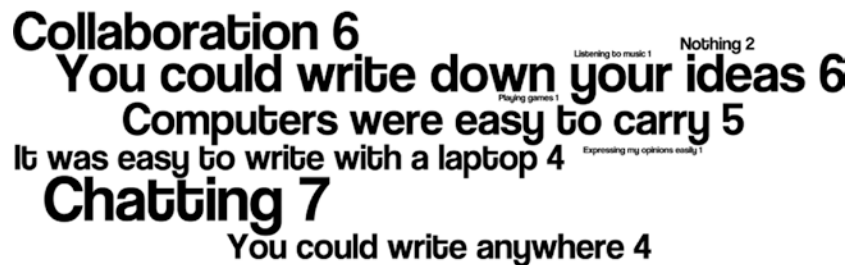 Collaboration 6
Listening to music 1
Nothing 2
You could write down your ideas 6
Playing games 1
Computers were easy to carry 5
It was easy to write with a laptop 4
Expressing my opinions easily 1
Chatting 7
You could write anywhere 4